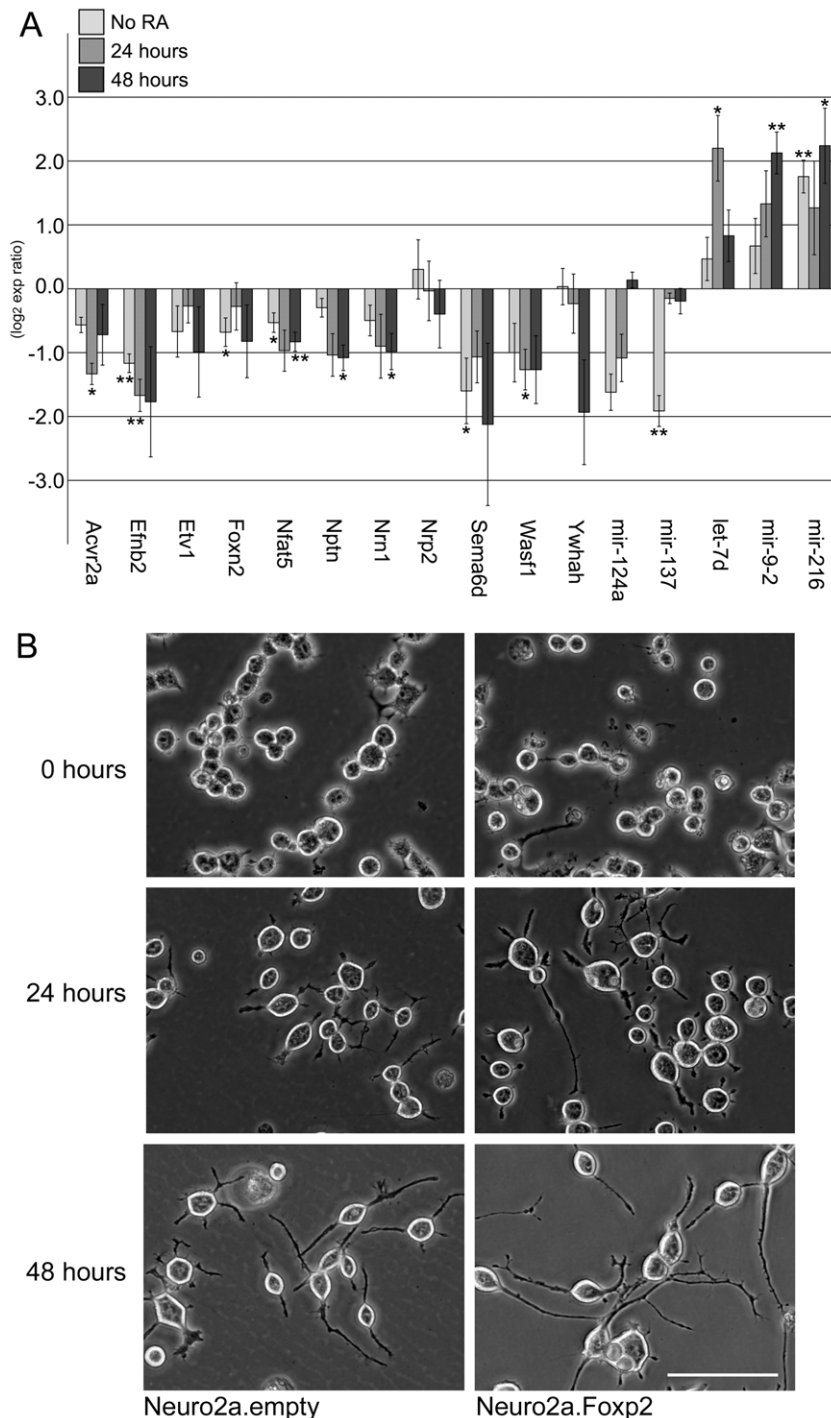 A
No RA
24 hours
48 hours
3.0
2.0
1.0
0.0
-1.0
-2.0
-3.0
(log2 exp ratio)
*
**
**
*
*
**
*
*
*
*
**
*
**
**
*
Acvr2a
Efnb2
Etv1
Foxn2
Nfat5
Nptn
Nrn1
Nrp2
Sema6d
Wasf1
Ywhah
mir-124a
mir-137
let-7d
mir-9-2
mir-216
B
0 hours
24 hours
48 hours
Neuro2a.empty
Neuro2a.Foxp2